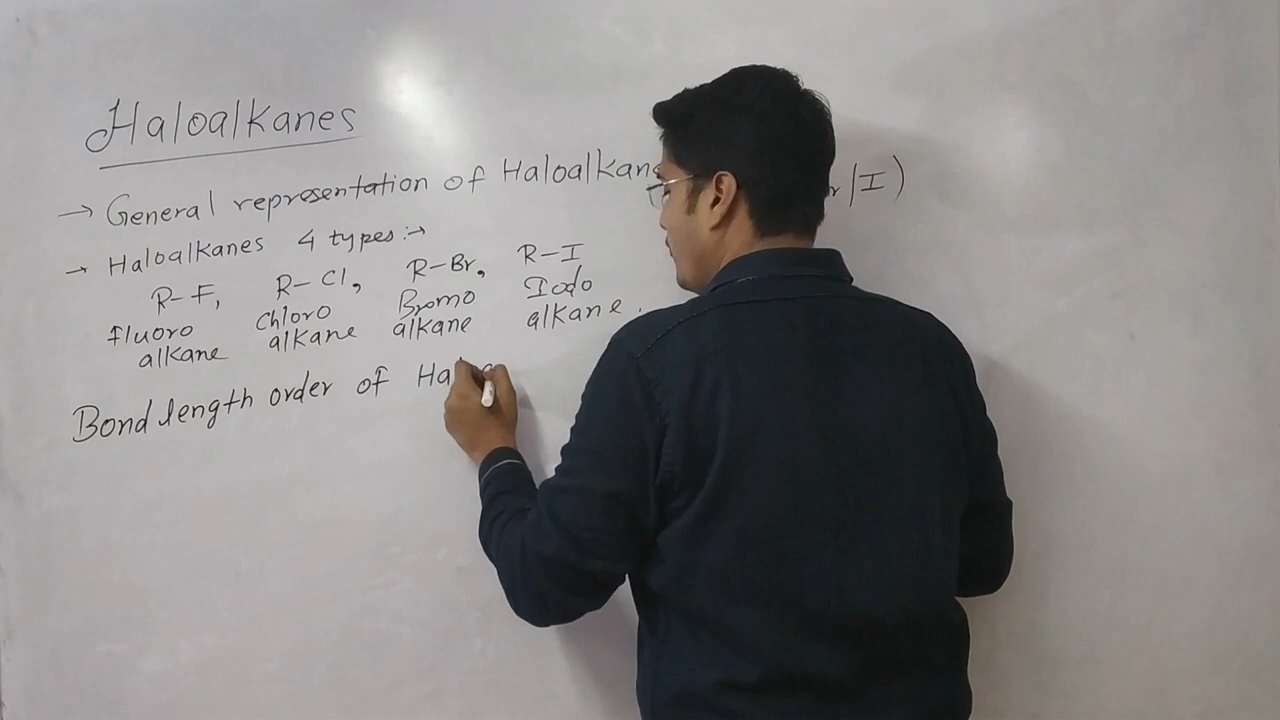 Haloalkanes
→ General representation of Haloalkan r/I)
→ Haloalkanes 4 types:→
R-F, R-Cl, R-Br, R-I
fluoro chloro Bromo Iodo
alkane alkane alkane alkane.
Bond length order of Ha